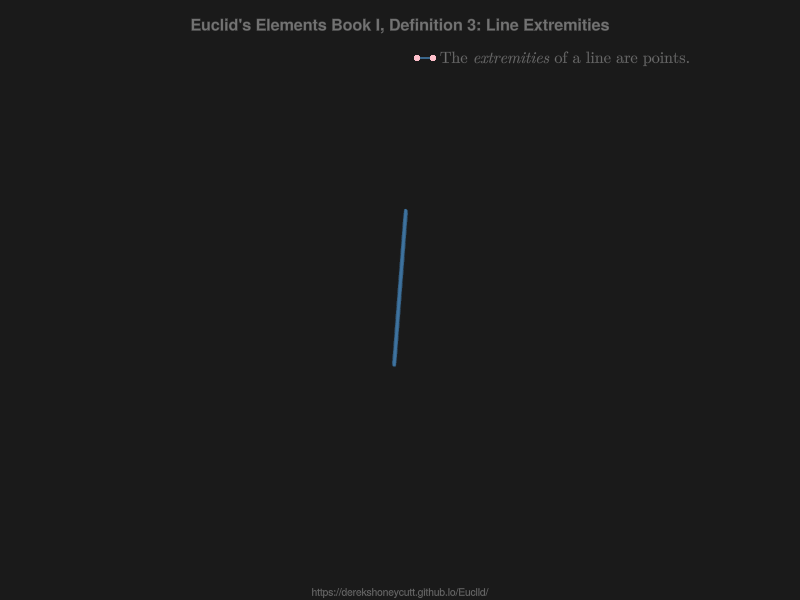 Euclid's Elements Book I, Definition 3: Line Extremities
The extremities of a line are points.
https://derekshoneycutt.github.io/Euclid/